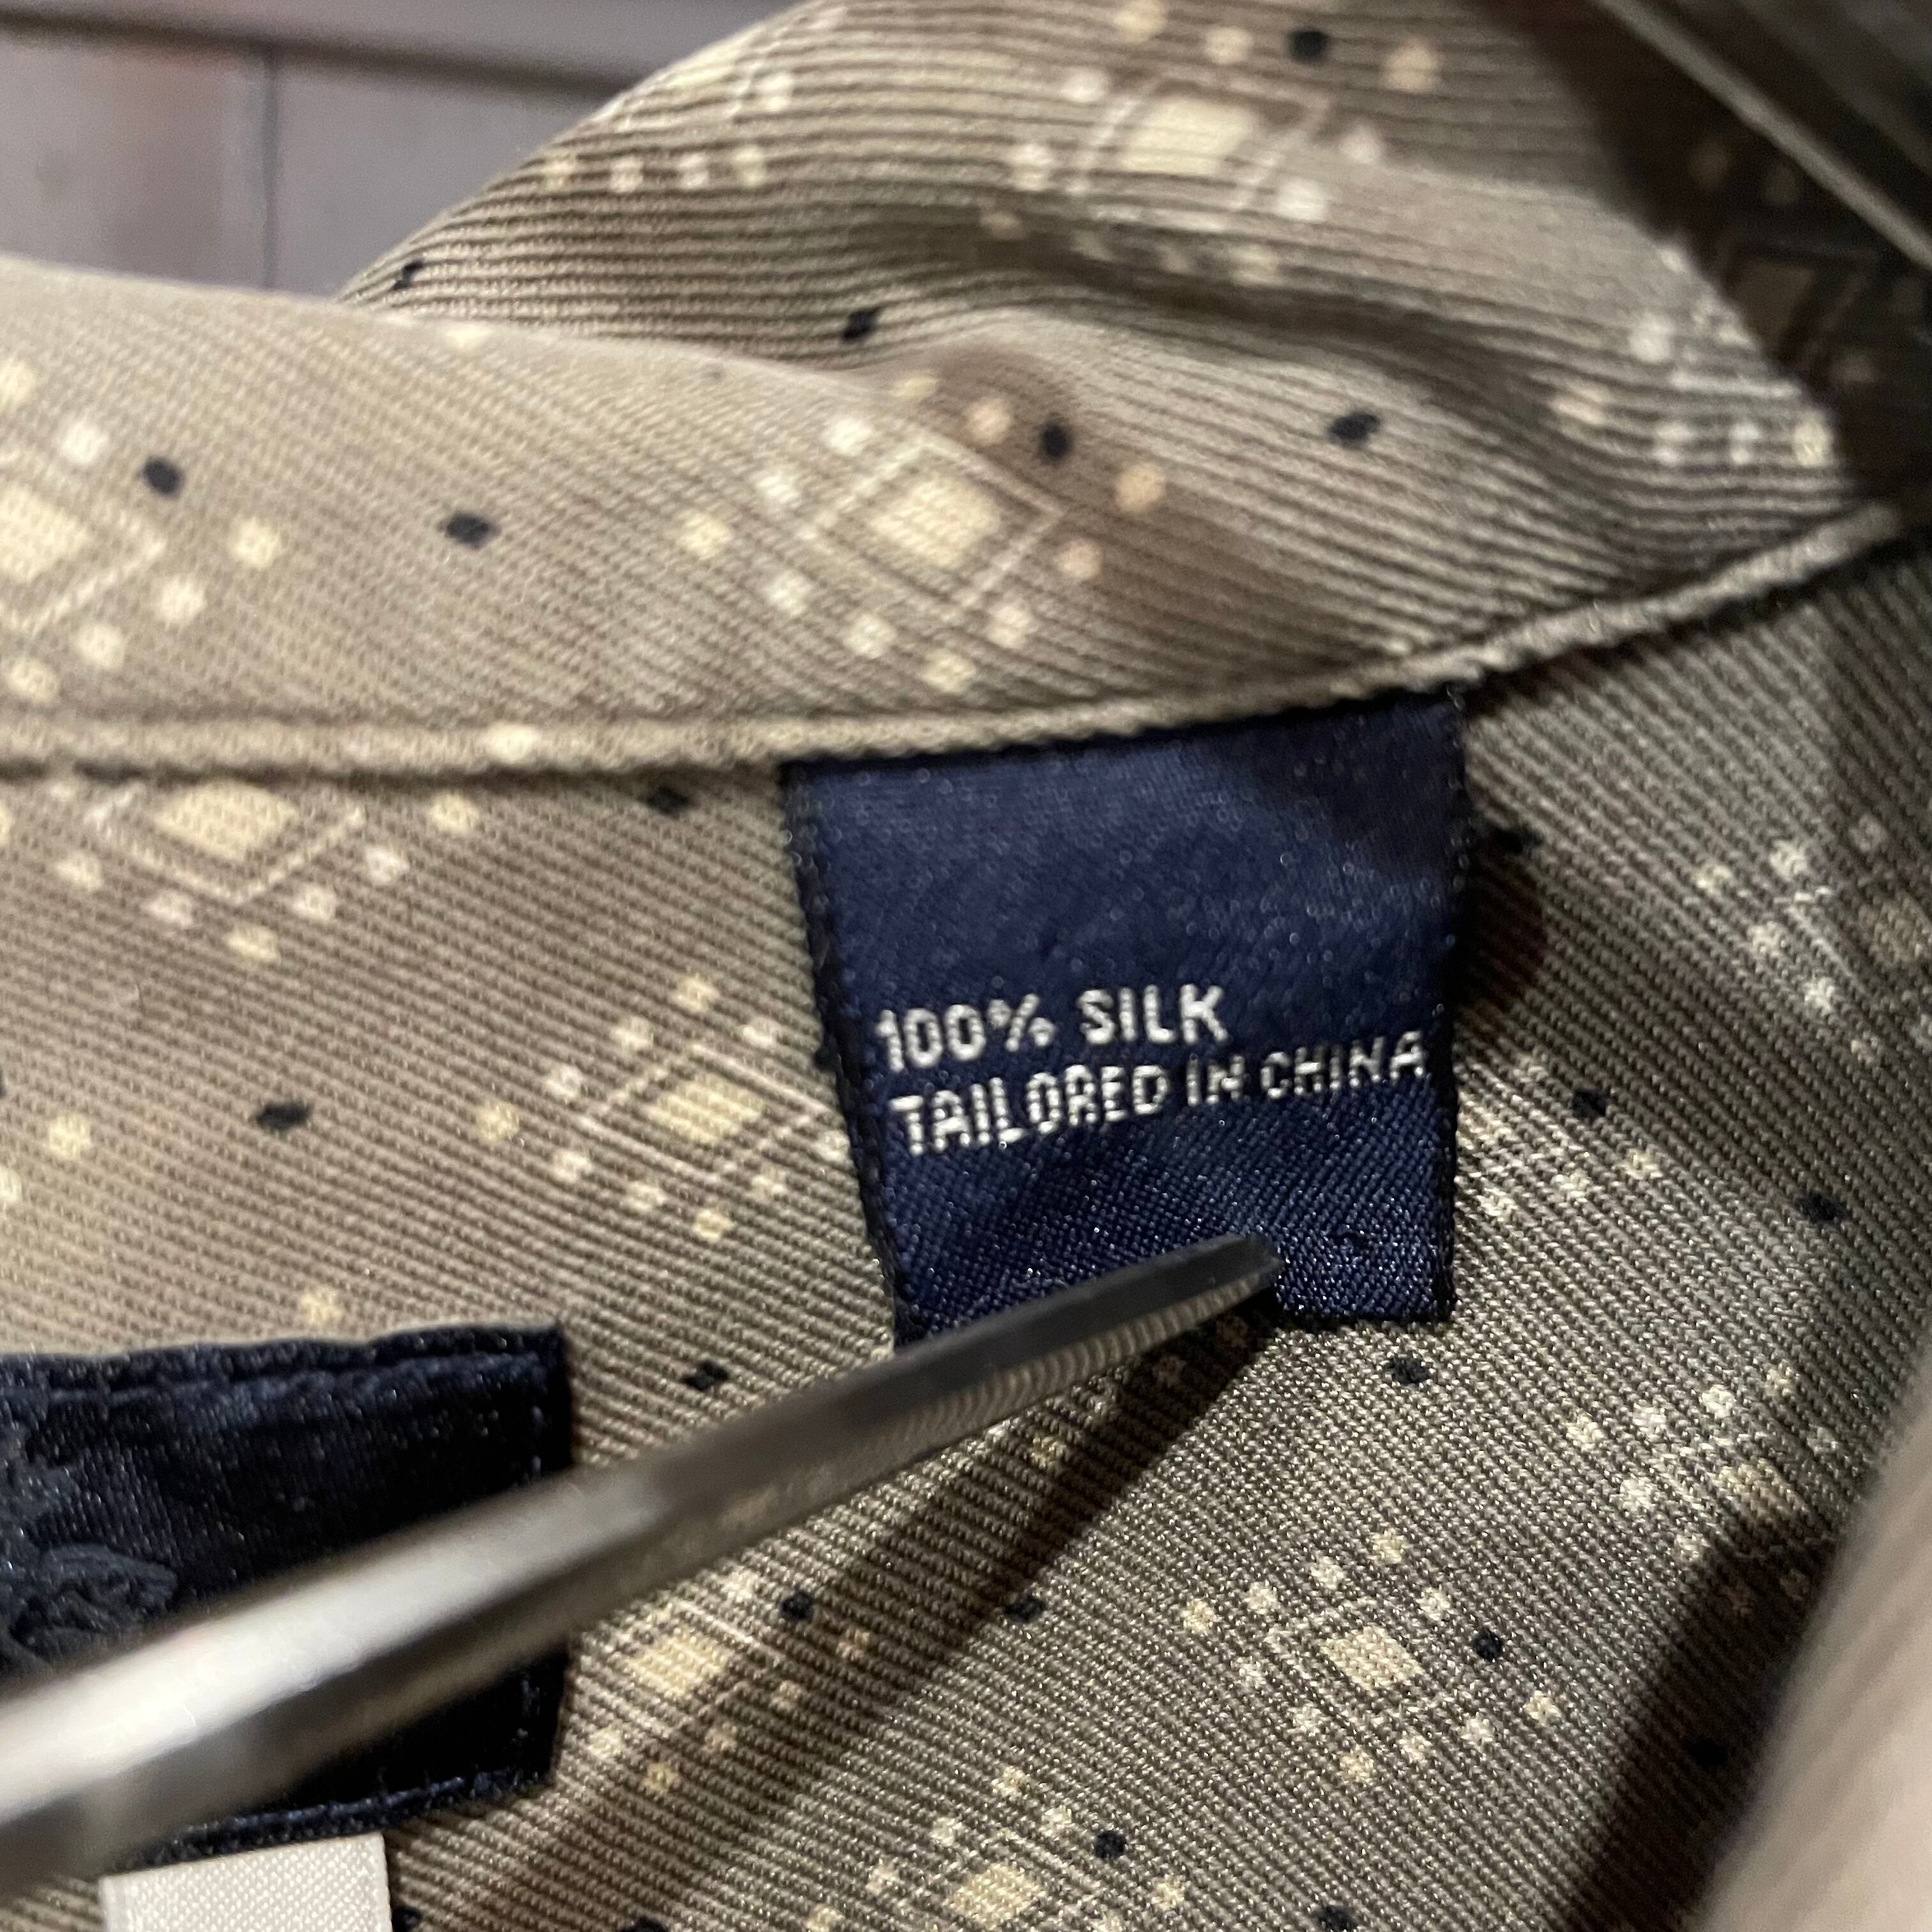 100% SILK
TAILORED IN CHINA